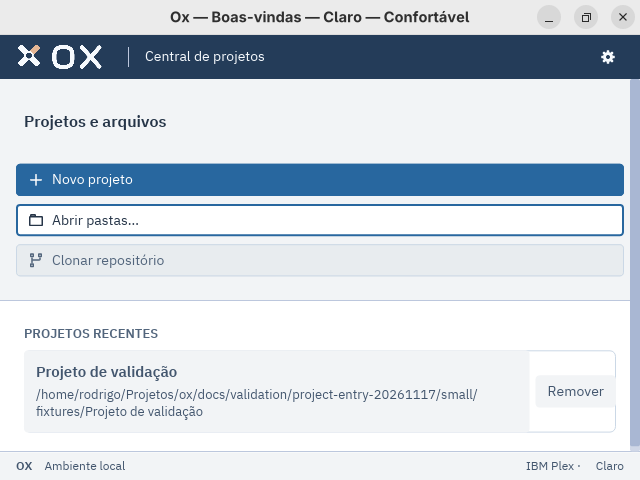 Ox — Boas-vindas — Claro — Confortável
OX
Central de projetos
Projetos e arquivos
Novo projeto
Abrir pastas...
Clonar repositório
PROJETOS RECENTES
Projeto de validação
/home/rodrigo/Projetos/ox/docs/validation/project-entry-20261117/small/
fixtures/Projeto de validação
Remover
OX Ambiente local
IBM Plex · Claro